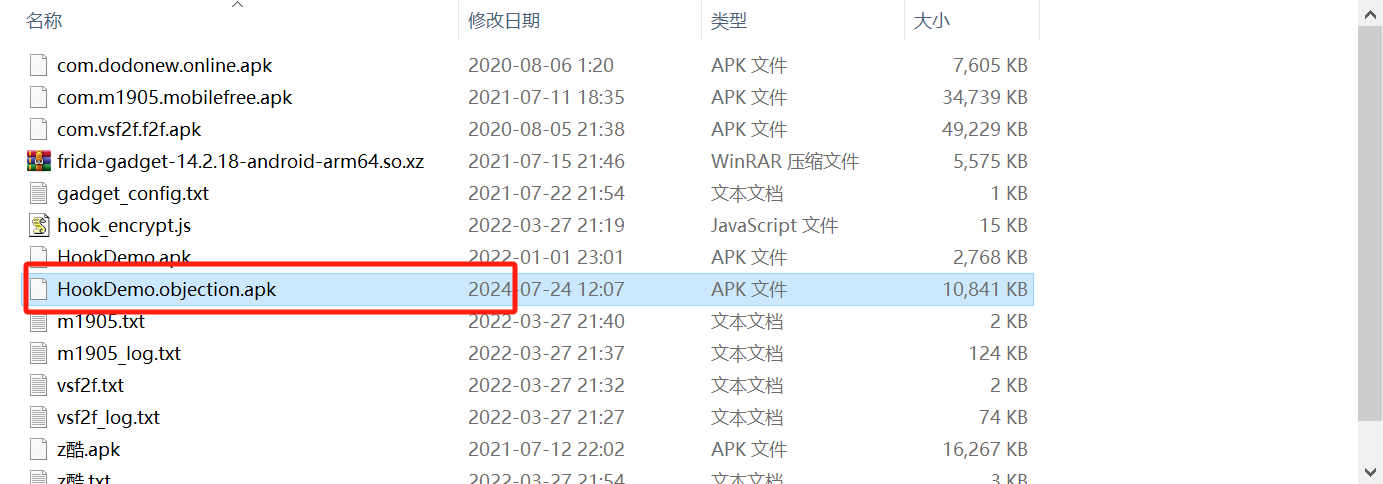 名称 修改日期 类型 大小
com.dodonew.online.apk 2020-08-06 1:20 APK 文件 7,605 KB
com.m1905.mobilefree.apk 2021-07-11 18:35 APK 文件 34,739 KB
com.vsf2f.f2f.apk 2020-08-05 21:38 APK 文件 49,229 KB
frida-gadget-14.2.18-android-arm64.so.xz 2021-07-15 21:46 WinRAR 压缩文件 5,575 KB
gadget_config.txt 2021-07-22 21:54 文本文档 1 KB
hook_encrypt.js 2022-03-27 21:19 JavaScript 文件 15 KB
HookDemo.apk 2022-01-01 23:01 APK 文件 2,768 KB
HookDemo.objection.apk 2024-07-24 12:07 APK 文件 10,841 KB
m1905.txt 2022-03-27 21:40 文本文档 2 KB
m1905_log.txt 2022-03-27 21:37 文本文档 124 KB
vsf2f.txt 2022-03-27 21:32 文本文档 2 KB
vsf2f_log.txt 2022-03-27 21:27 文本文档 74 KB
z酷.apk 2021-07-12 22:02 APK 文件 16,267 KB
z酷.txt 2022-03-27 21:54 文本文档 3 KB